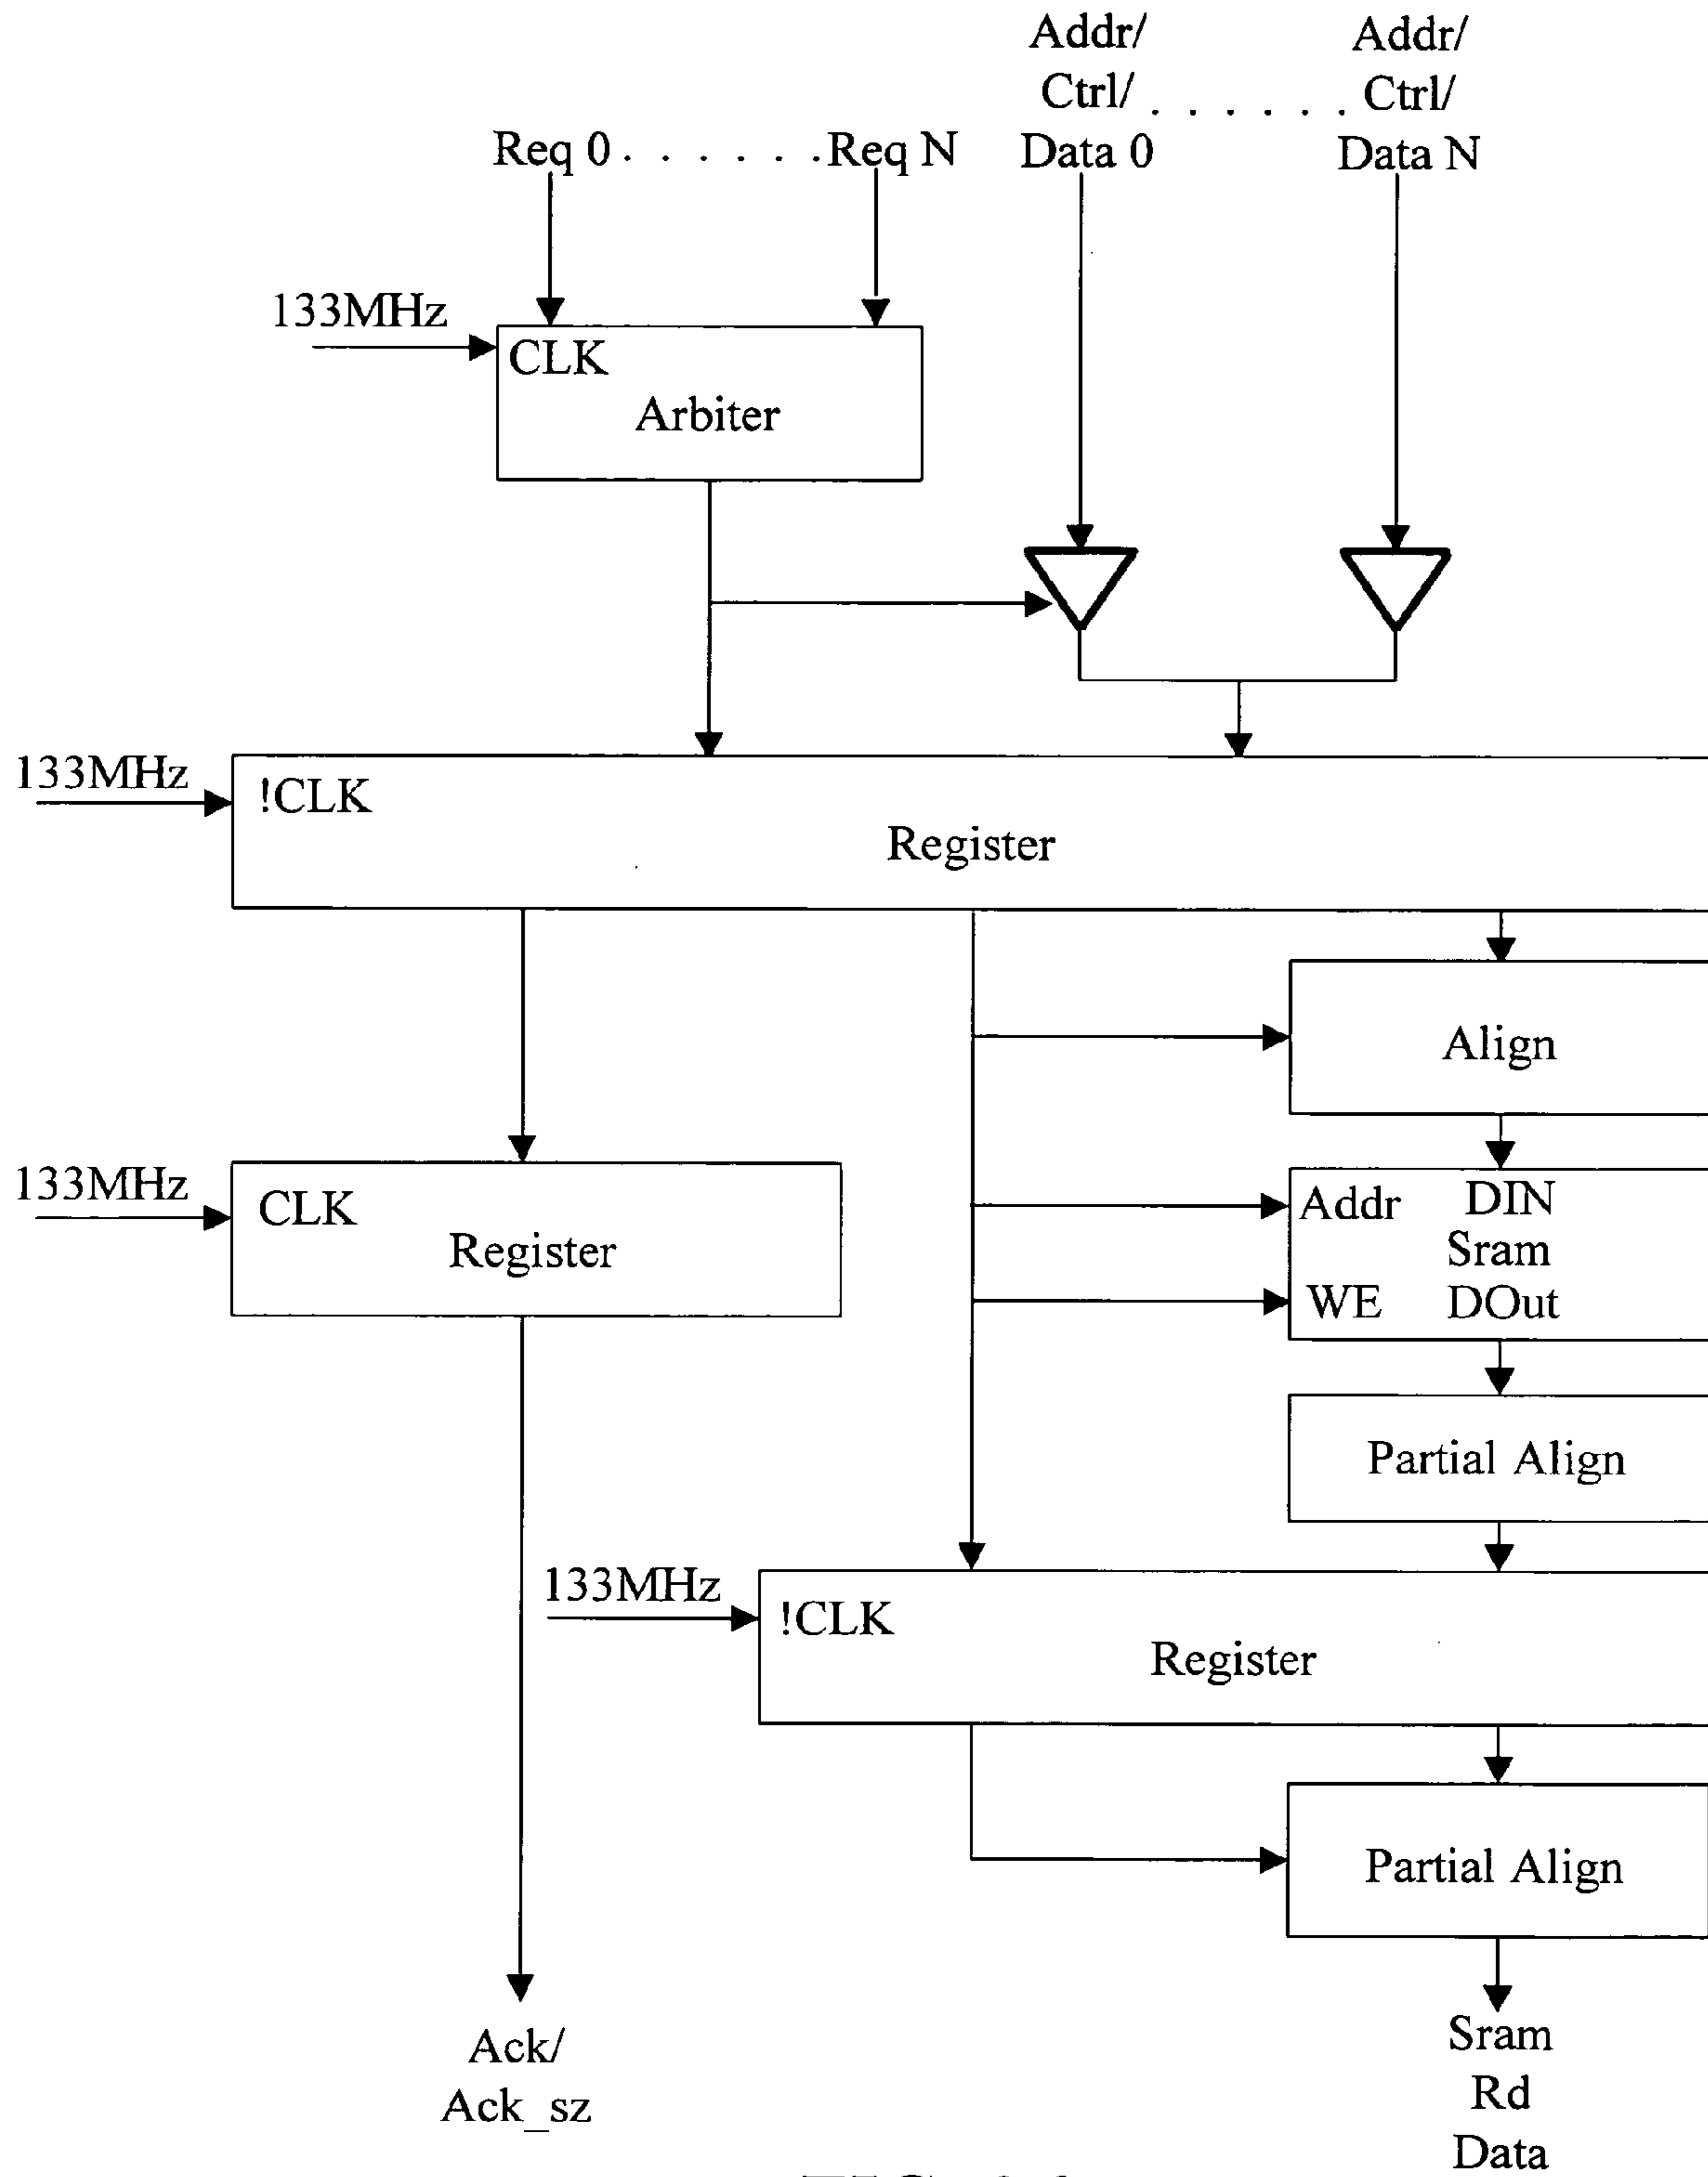 Addr/ Addr/
Ctrl/ . . . . . . Ctrl/
Req 0 . . . . . . Req N Data 0 Data N
133MHz
CLK
Arbiter
133MHz
!CLK
Register
Align
133MHz
CLK
Register
Addr DIN
Sram
WE DOut
Partial Align
133MHz
!CLK
Register
Partial Align
Ack/
Ack_sz
Sram
Rd
Data